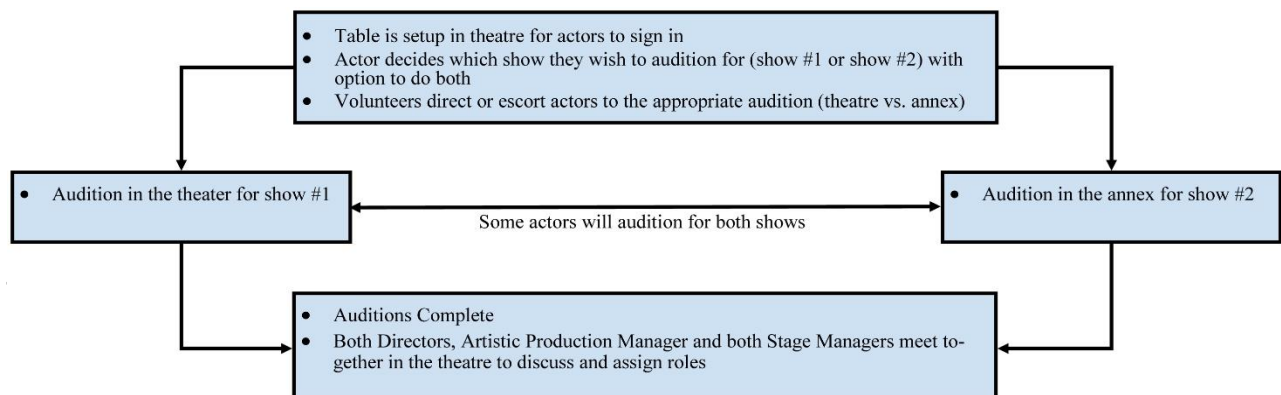 • Table is setup in theatre for actors to sign in
• Actor decides which show they wish to audition for (show #1 or show #2) with
option to do both
• Volunteers direct or escort actors to the appropriate audition (theatre vs. annex)
• Audition in the theater for show #1
• Audition in the annex for show #2
Some actors will audition for both shows
• Auditions Complete
• Both Directors, Artistic Production Manager and both Stage Managers meet to-
gether in the theatre to discuss and assign roles